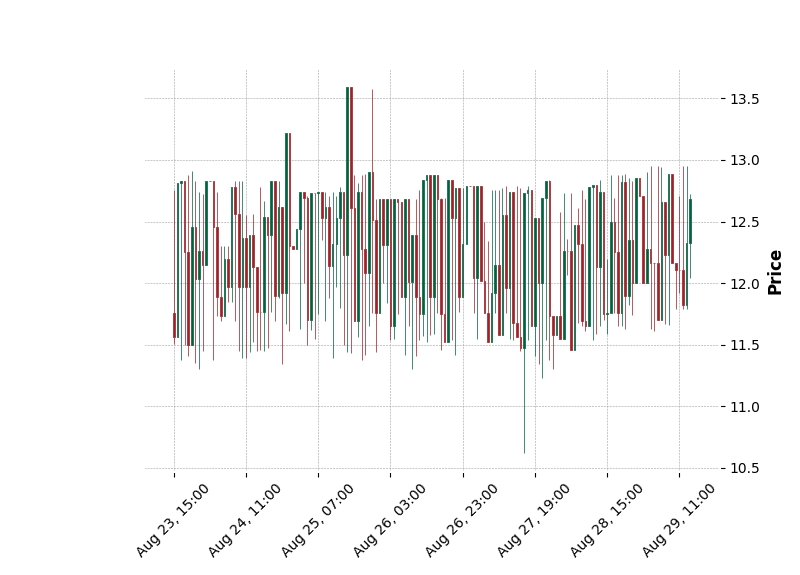 13.5
13.0
12.5
12.0
11.5
11.0
10.5
Price
Aug 23, 15:00
Aug 24, 11:00
Aug 25, 07:00
Aug 26, 03:00
Aug 26, 23:00
Aug 27, 19:00
Aug 28, 15:00
Aug 29, 11:00